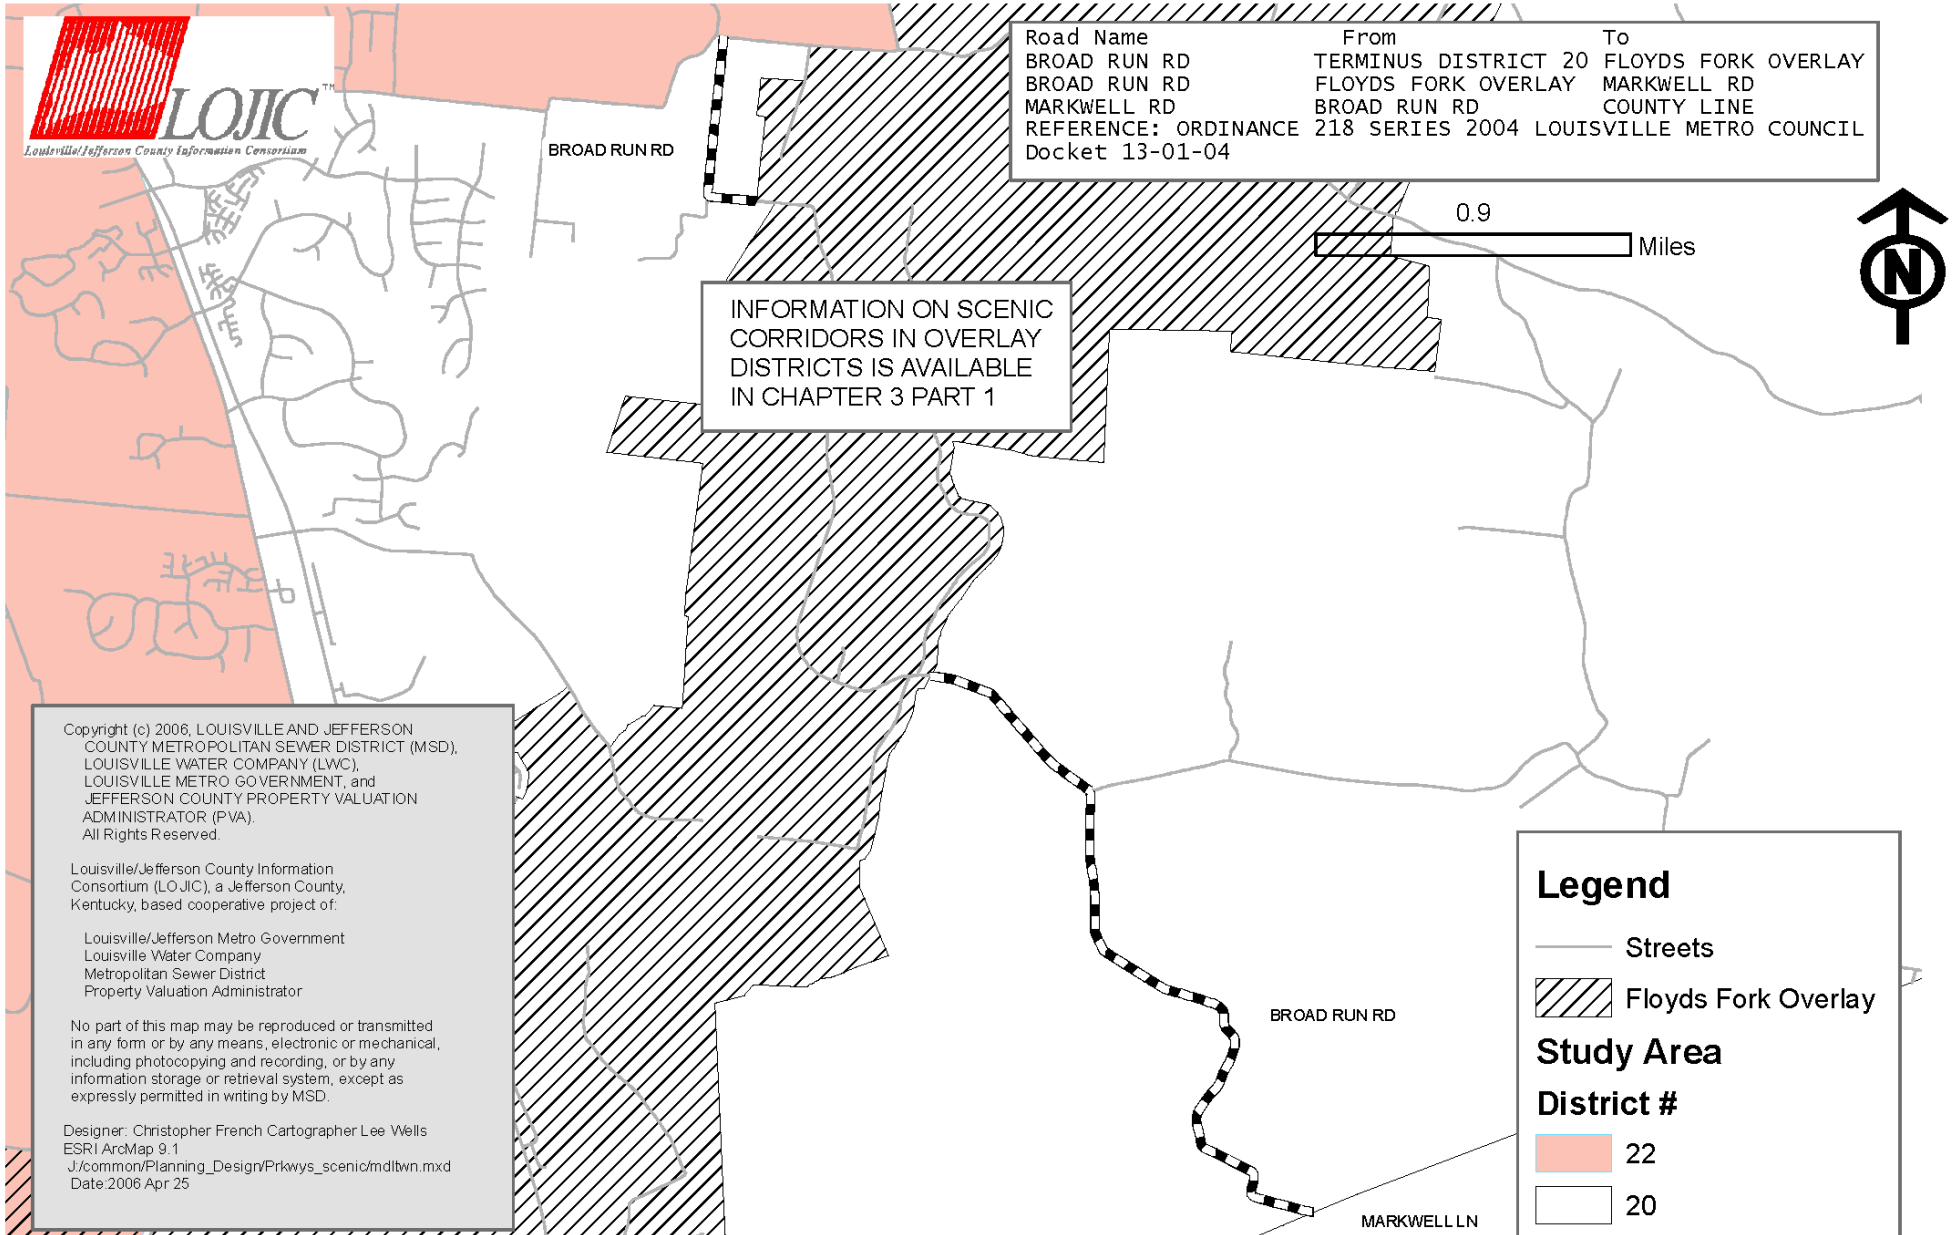 LOJIC™
Louisville/Jefferson County Information Consortium
Road Name From To
BROAD RUN RD TERMINUS DISTRICT 20 FLOYDS FORK OVERLAY
BROAD RUN RD FLOYDS FORK OVERLAY MARKWELL RD
MARKWELL RD BROAD RUN RD COUNTY LINE
REFERENCE: ORDINANCE 218 SERIES 2004 LOUISVILLE METRO COUNCIL
Docket 13-01-04
BROAD RUN RD
0.9
Miles
N
INFORMATION ON SCENIC
CORRIDORS IN OVERLAY
DISTRICTS IS AVAILABLE
IN CHAPTER 3 PART 1
Copyright (c) 2006, LOUISVILLE AND JEFFERSON
COUNTY METROPOLITAN SEWER DISTRICT (MSD),
LOUISVILLE WATER COMPANY (LWC),
LOUISVILLE METRO GOVERNMENT, and
JEFFERSON COUNTY PROPERTY VALUATION
ADMINISTRATOR (PVA).
All Rights Reserved.
Louisville/Jefferson County Information
Consortium (LOJIC), a Jefferson County,
Kentucky, based cooperative project of:
Louisville/Jefferson Metro Government
Louisville Water Company
Metropolitan Sewer District
Property Valuation Administrator
No part of this map may be reproduced or transmitted
in any form or by any means, electronic or mechanical,
including photocopying and recording, or by any
information storage or retrieval system, except as
expressly permitted in writing by MSD.
Designer: Christopher French Cartographer Lee Wells
ESRI ArcMap 9.1
J:/common/Planning_Design/Prkwys_scenic/mdltwn.mxd
Date:2006 Apr 25
BROAD RUN RD
MARKWELL LN
Legend
Streets
Floyds Fork Overlay
Study Area
District #
22
20